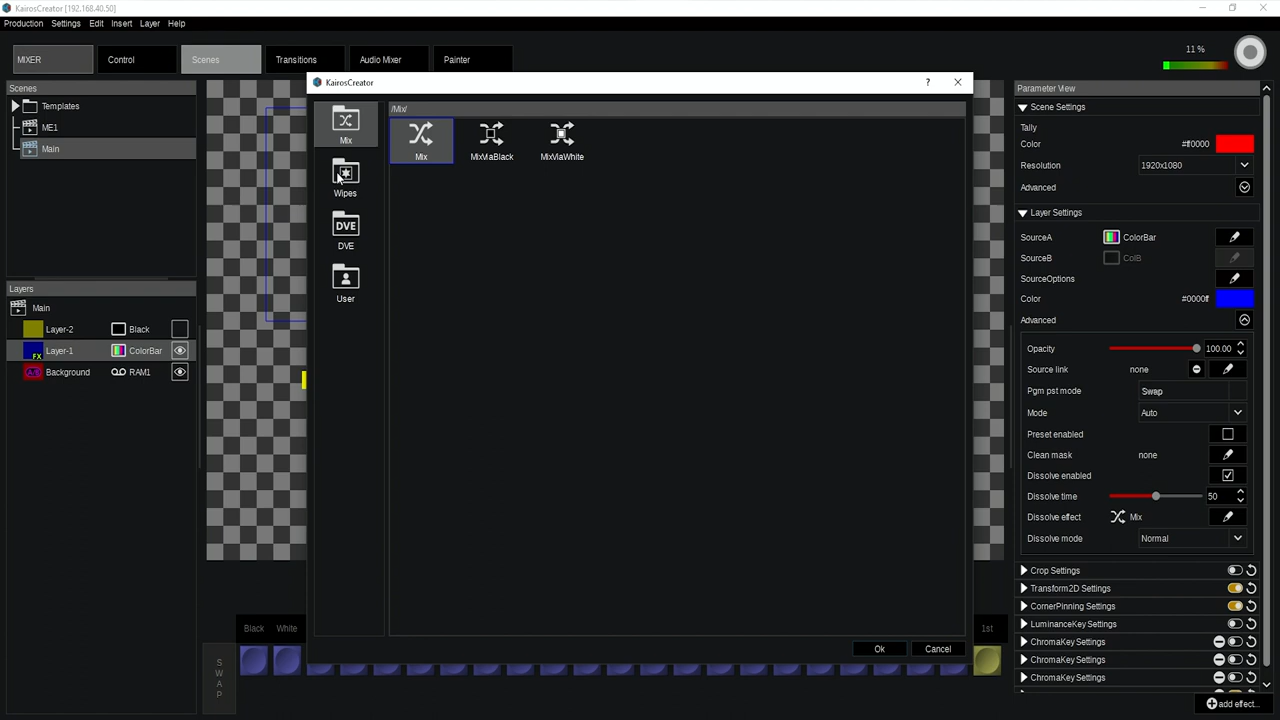 KairosCreator [192.168.40.50]
Production Settings Edit Insert Layer Help
MIXER Control Scenes Transitions Audio Mixer Painter 11 %
Scenes
Templates
ME1
Main
Layers
Main
Layer-2 Black
Layer-1 ColorBar
FX
Background RAM1
KairosCreator ?
/Mix/
Mix
Wipes
DVE
DVE
User
Mix MixViaBlack MixViaWhite
Ok Cancel
Black White 1st
S
W
A
P
Parameter View
Scene Settings
Tally
Color #ff0000
Resolution 1920x1080
Advanced
Layer Settings
SourceA ColorBar
SourceB ColB
SourceOptions
Color #0000ff
Advanced
Opacity 100.00
Source link none
Pgm pst mode Swap
Mode Auto
Preset enabled
Clean mask none
Dissolve enabled
Dissolve time 50
Dissolve effect Mix
Dissolve mode Normal
Crop Settings
Transform2D Settings
CornerPinning Settings
LuminanceKey Settings
ChromaKey Settings
ChromaKey Settings
ChromaKey Settings
add effect...